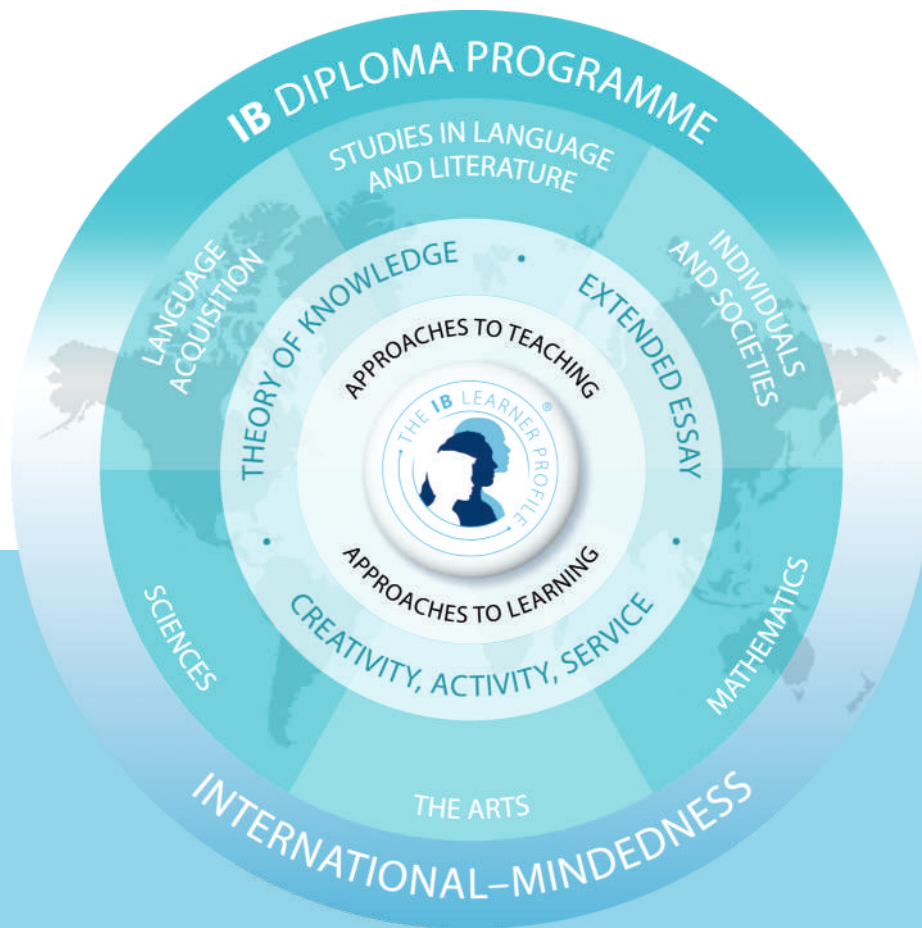 IB DIPLOMA PROGRAMME
STUDIES IN LANGUAGE
AND LITERATURE
LANGUAGE
ACQUISITION
INDIVIDUALS
AND SOCIETIES
THEORY OF KNOWLEDGE
•
EXTENDED ESSAY
APPROACHES TO TEACHING
THE IB LEARNER PROFILE ®
APPROACHES TO LEARNING
•
CREATIVITY, ACTIVITY, SERVICE
•
SCIENCES
MATHEMATICS
THE ARTS
INTERNATIONAL–MINDEDNESS